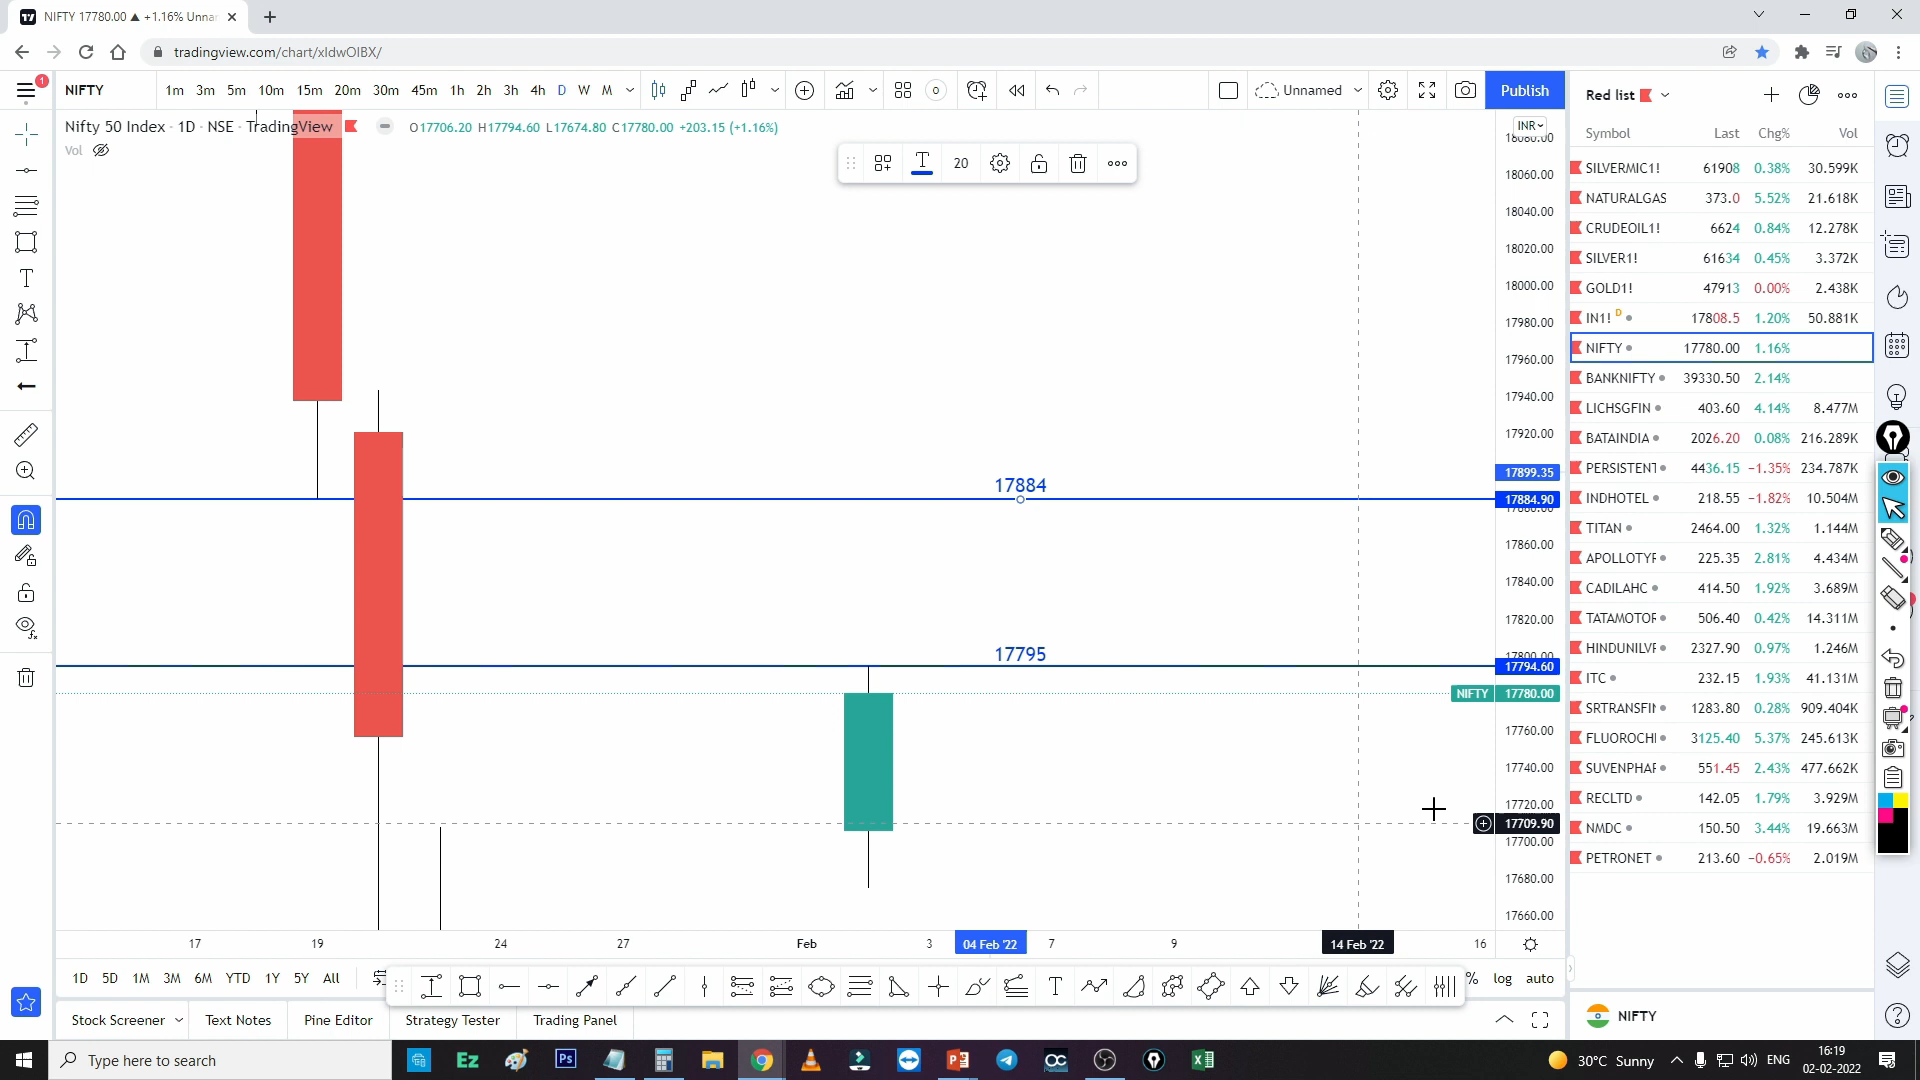 NIFTY 17780.00 ▲ +1.16% Unna
tradingview.com/chart/xIdwOIBX/
1
NIFTY
1m 3m 5m 10m 15m 20m 30m 45m 1h 2h 3h 4h D W M
0
Unnamed
Publish
Nifty 50 Index · 1D · NSE · TradingView
O17706.20 H17794.60 L17674.80 C17780.00 +203.15 (+1.16%)
Vol
20
INR
18080.00
18060.00
18040.00
18020.00
18000.00
17980.00
17960.00
17940.00
17920.00
17899.35
17884.90
17880.00
17860.00
17840.00
17820.00
17800.00
17794.60
NIFTY 17780.00
17760.00
17740.00
17720.00
17709.90
17700.00
17680.00
17660.00
17884
17795
17 19 24 27 Feb 3 04 Feb '22 7 9 14 Feb '22 16
1D 5D 1M 3M 6M YTD 1Y 5Y All
% log auto
Stock Screener Text Notes Pine Editor Strategy Tester Trading Panel
Red list
Symbol Last Chg% Vol
SILVERMIC1! 61908 0.38% 30.599K
NATURALGAS 373.0 5.52% 21.618K
CRUDEOIL1! 6624 0.84% 12.278K
SILVER1! 61634 0.45% 3.372K
GOLD1! 47913 0.00% 2.438K
IN1! D 17808.5 1.20% 50.881K
NIFTY 17780.00 1.16%
BANKNIFTY 39330.50 2.14%
LICHSGFIN 403.60 4.14% 8.477M
BATAINDIA 2026.20 0.08% 216.289K
PERSISTENT 4436.15 −1.35% 234.787K
INDHOTEL 218.55 −1.82% 10.504M
TITAN 2464.00 1.32% 1.144M
APOLLOTYF 225.35 2.81% 4.434M
CADILAHC 414.50 1.92% 3.689M
TATAMOTOF 506.40 0.42% 14.311M
HINDUNILVF 2327.90 0.97% 1.246M
ITC 232.15 1.93% 41.131M
SRTRANSFIN 1283.80 0.28% 909.404K
FLUOROCHI 3125.40 5.37% 245.613K
SUVENPHAF 551.45 2.43% 477.662K
RECLTD 142.05 1.79% 3.929M
NMDC 150.50 3.44% 19.663M
PETRONET 213.60 −0.65% 2.019M
NIFTY
Type here to search
Ez
Ps
30°C Sunny
ENG
16:19
02-02-2022